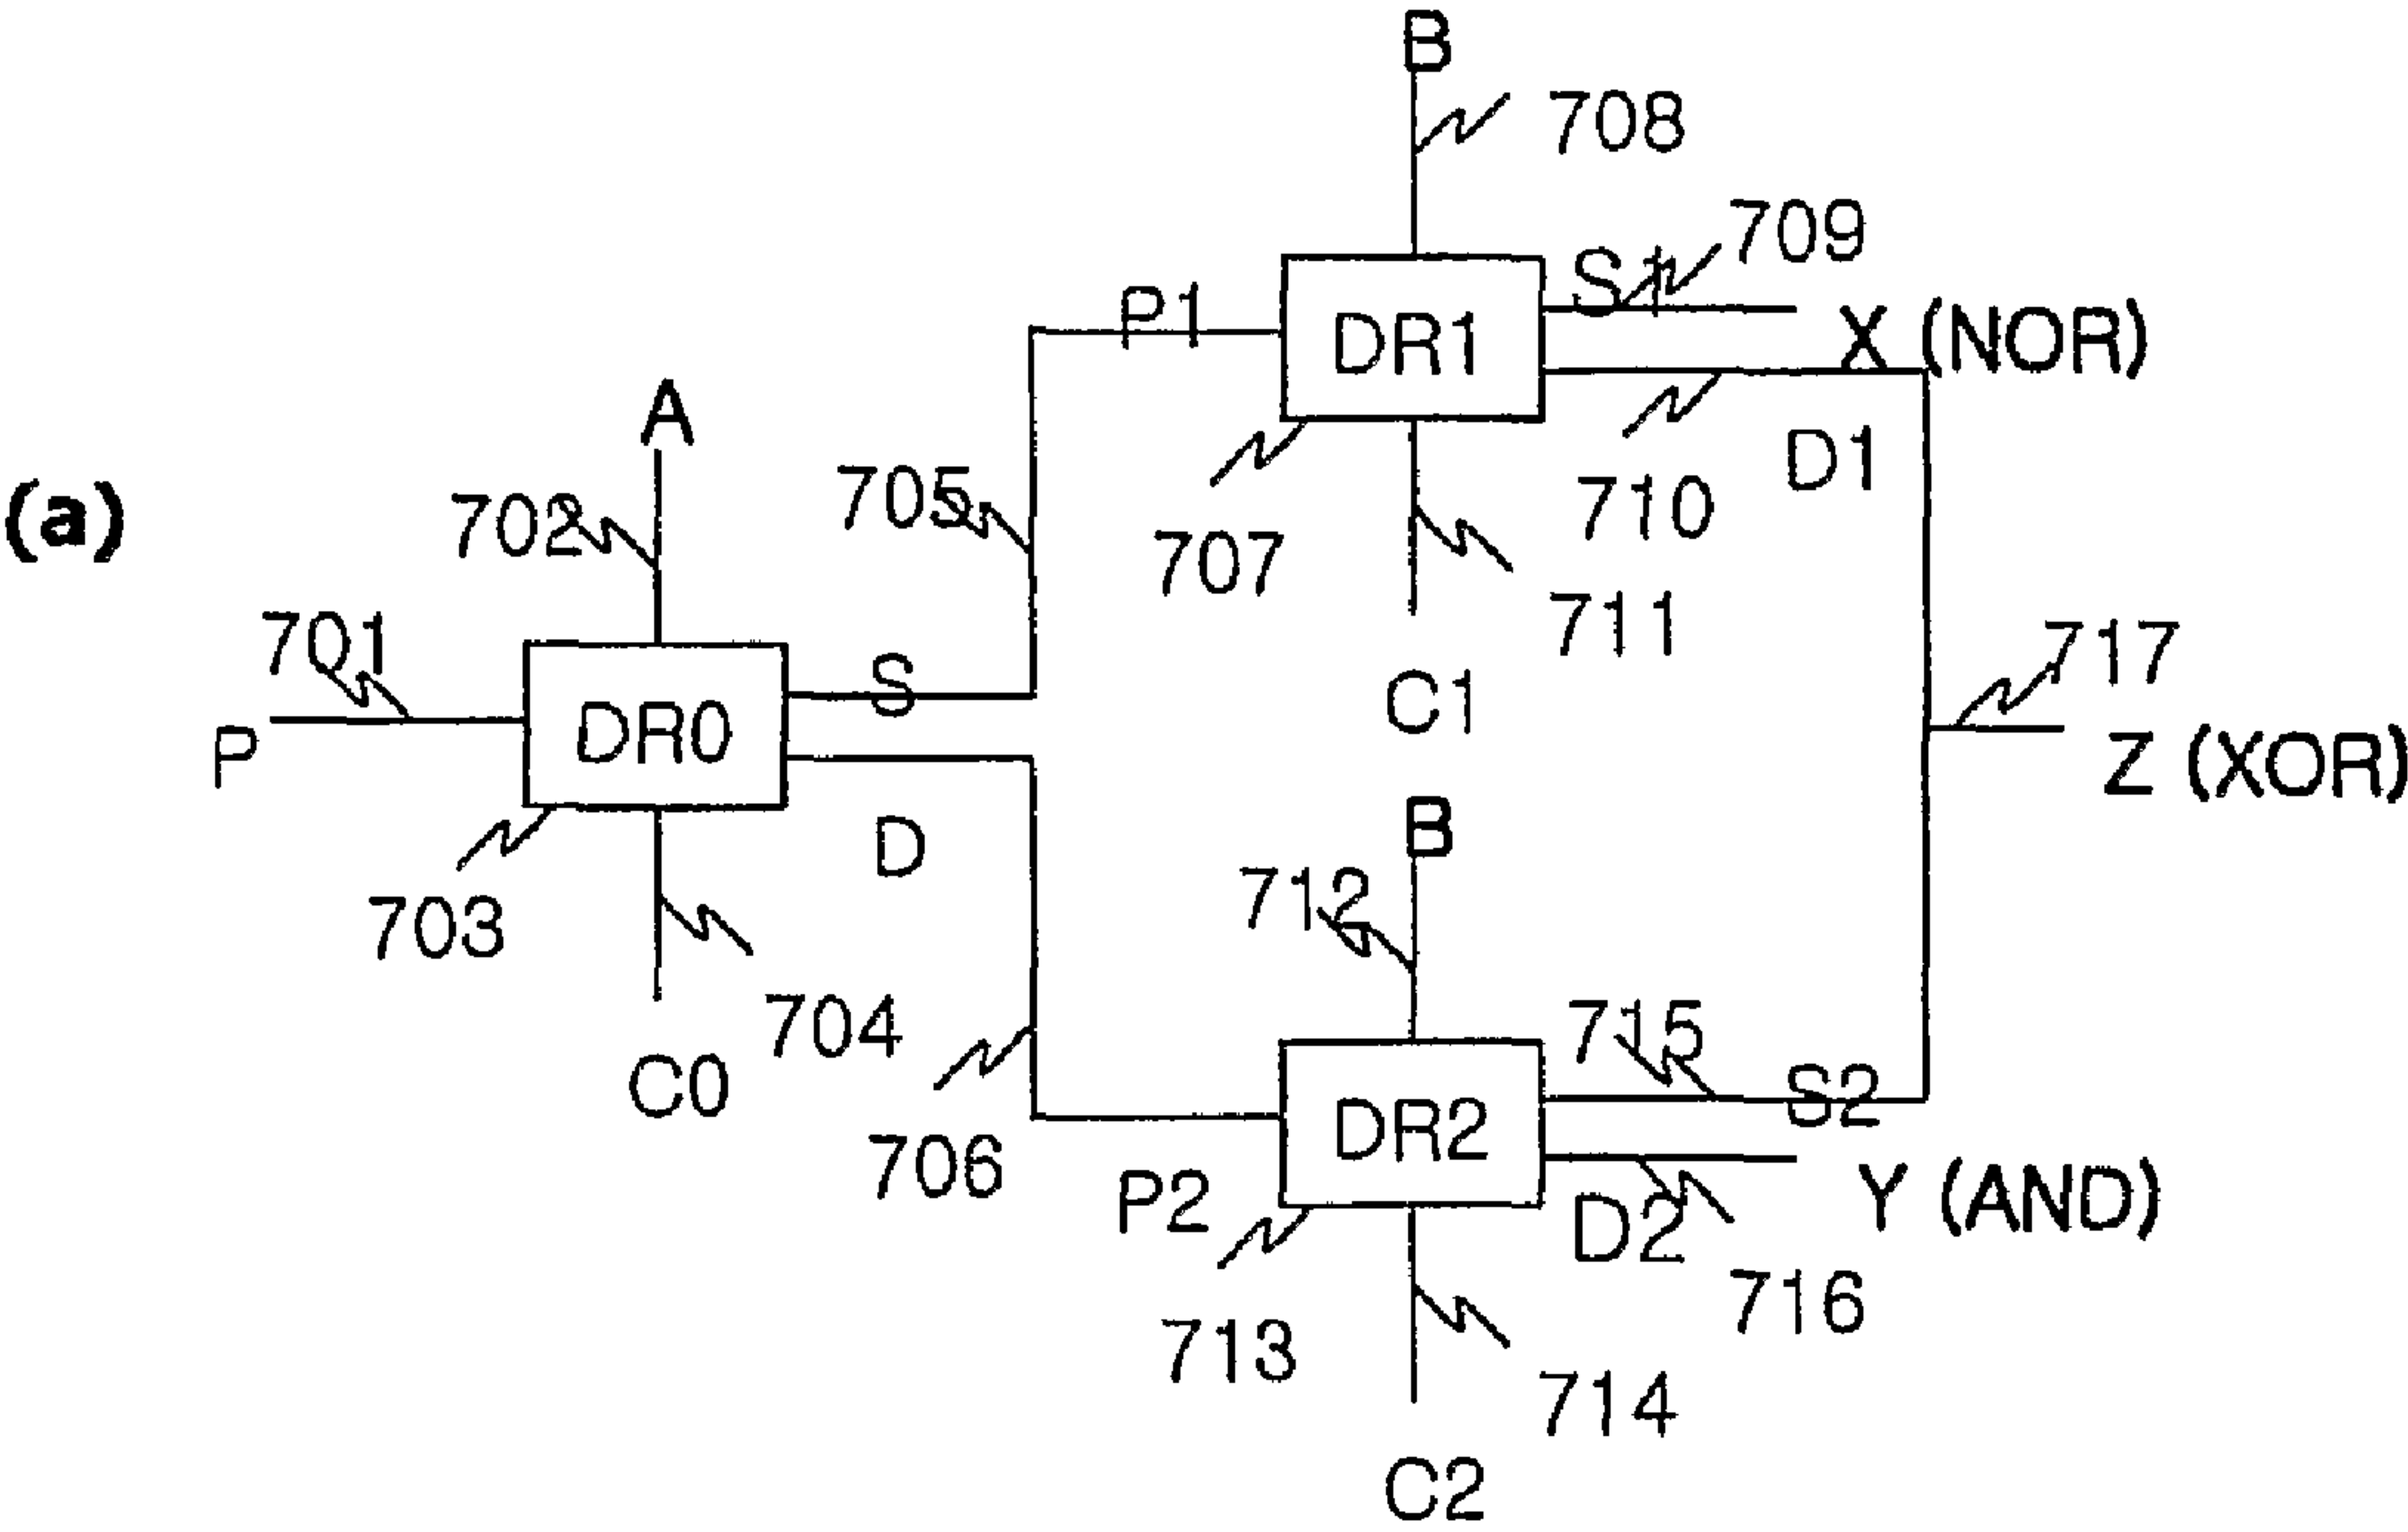 B
708
709
S1
P1
DR1
X (NOR)
A
D1
705
(a)
702
710
707
711
701
717
S
C1
DR0
P
Z (XOR)
B
D
712
703
704
715
C0
S2
DR2
706
P2
Y (AND)
D2
716
713
714
C2